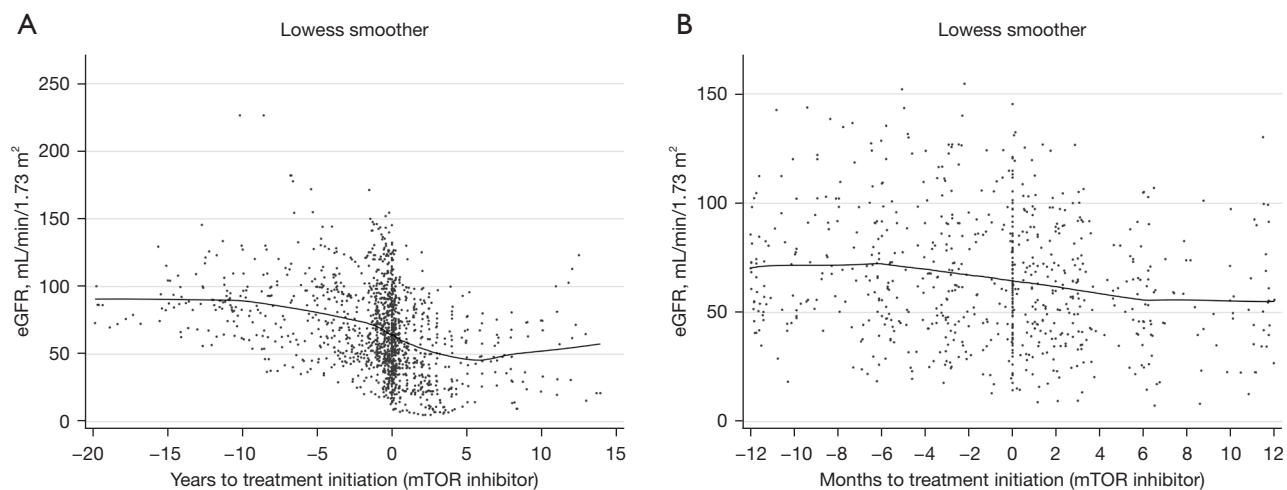 A
Lowess smoother
eGFR, mL/min/1.73 m²
250
200
150
100
50
0
−20 −15 −10 −5 0 5 10 15
Years to treatment initiation (mTOR inhibitor)
B
Lowess smoother
eGFR, mL/min/1.73 m²
150
100
50
0
−12 −10 −8 −6 −4 −2 0 2 4 6 8 10 12
Months to treatment initiation (mTOR inhibitor)